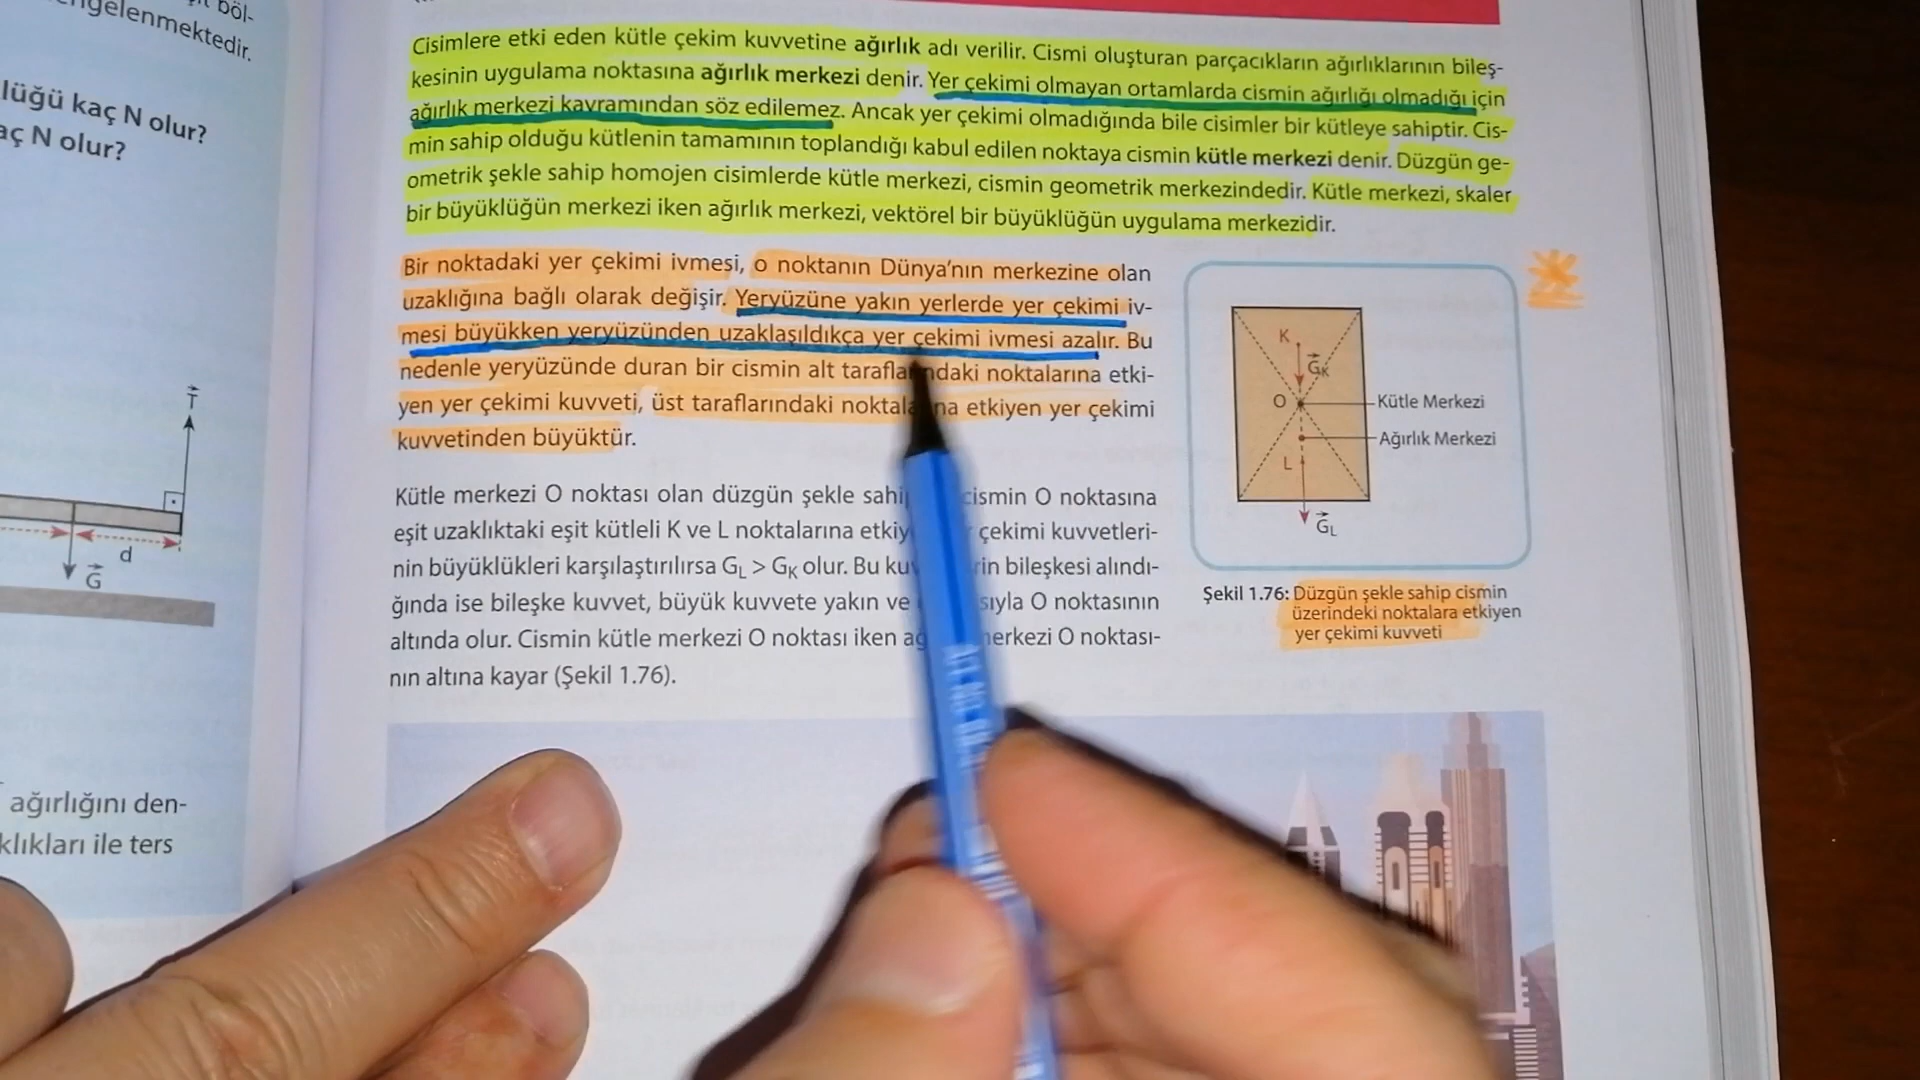 böl-
engelenmektedir.
lüğü kaç N olur?
aç N olur?
T
d
G
ağırlığını den-
klıkları ile ters
Cisimlere etki eden kütle çekim kuvvetine ağırlık adı verilir. Cismi oluşturan parçacıkların ağırlıklarının bileş-
kesinin uygulama noktasına ağırlık merkezi denir. Yer çekimi olmayan ortamlarda cismin ağırlığı olmadığı için
ağırlık merkezi kavramından söz edilemez. Ancak yer çekimi olmadığında bile cisimler bir kütleye sahiptir. Cis-
min sahip olduğu kütlenin tamamının toplandığı kabul edilen noktaya cismin kütle merkezi denir. Düzgün ge-
ometrik şekle sahip homojen cisimlerde kütle merkezi, cismin geometrik merkezindedir. Kütle merkezi, skaler
bir büyüklüğün merkezi iken ağırlık merkezi, vektörel bir büyüklüğün uygulama merkezidir.
Bir noktadaki yer çekimi ivmesi, o noktanın Dünya'nın merkezine olan
uzaklığına bağlı olarak değişir. Yeryüzüne yakın yerlerde yer çekimi iv-
mesi büyükken yeryüzünden uzaklaşıldıkça yer çekimi ivmesi azalır. Bu
nedenle yeryüzünde duran bir cismin alt taraflarındaki noktalarına etki-
yen yer çekimi kuvveti, üst taraflarındaki noktalarına etkiyen yer çekimi
kuvvetinden büyüktür.
Kütle merkezi O noktası olan düzgün şekle sahip cismin O noktasına
eşit uzaklıktaki eşit kütleli K ve L noktalarına etkiy çekimi kuvvetleri-
nin büyüklükleri karşılaştırılırsa GL > GK olur. Bu kuv rin bileşkesi alındı-
ğında ise bileşke kuvvet, büyük kuvvete yakın ve sıyla O noktasının
altında olur. Cismin kütle merkezi O noktası iken ağ merkezi O noktası-
nın altına kayar (Şekil 1.76).
K
GK
O
Kütle Merkezi
Ağırlık Merkezi
L
GL
Şekil 1.76: Düzgün şekle sahip cismin
üzerindeki noktalara etkiyen
yer çekimi kuvveti